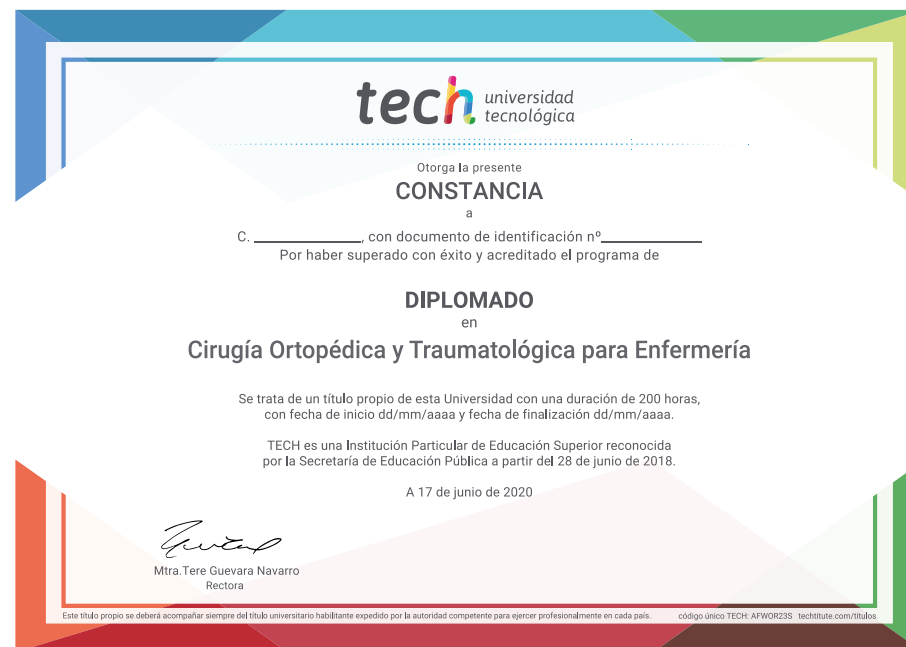 tech universidad
tecnológica
Otorga la presente
CONSTANCIA
a
C. ______________, con documento de identificación nº_____________
Por haber superado con éxito y acreditado el programa de
DIPLOMADO
en
Cirugía Ortopédica y Traumatológica para Enfermería
Se trata de un título propio de esta Universidad con una duración de 200 horas,
con fecha de inicio dd/mm/aaaa y fecha de finalización dd/mm/aaaa.
TECH es una Institución Particular de Educación Superior reconocida
por la Secretaría de Educación Pública a partir del 28 de junio de 2018.
A 17 de junio de 2020
Mtra.Tere Guevara Navarro
Rectora
Este título propio se deberá acompañar siempre del título universitario habilitante expedido por la autoridad competente para ejercer profesionalmente en cada país. código único TECH: AFWOR23S techtitute.com/titulos